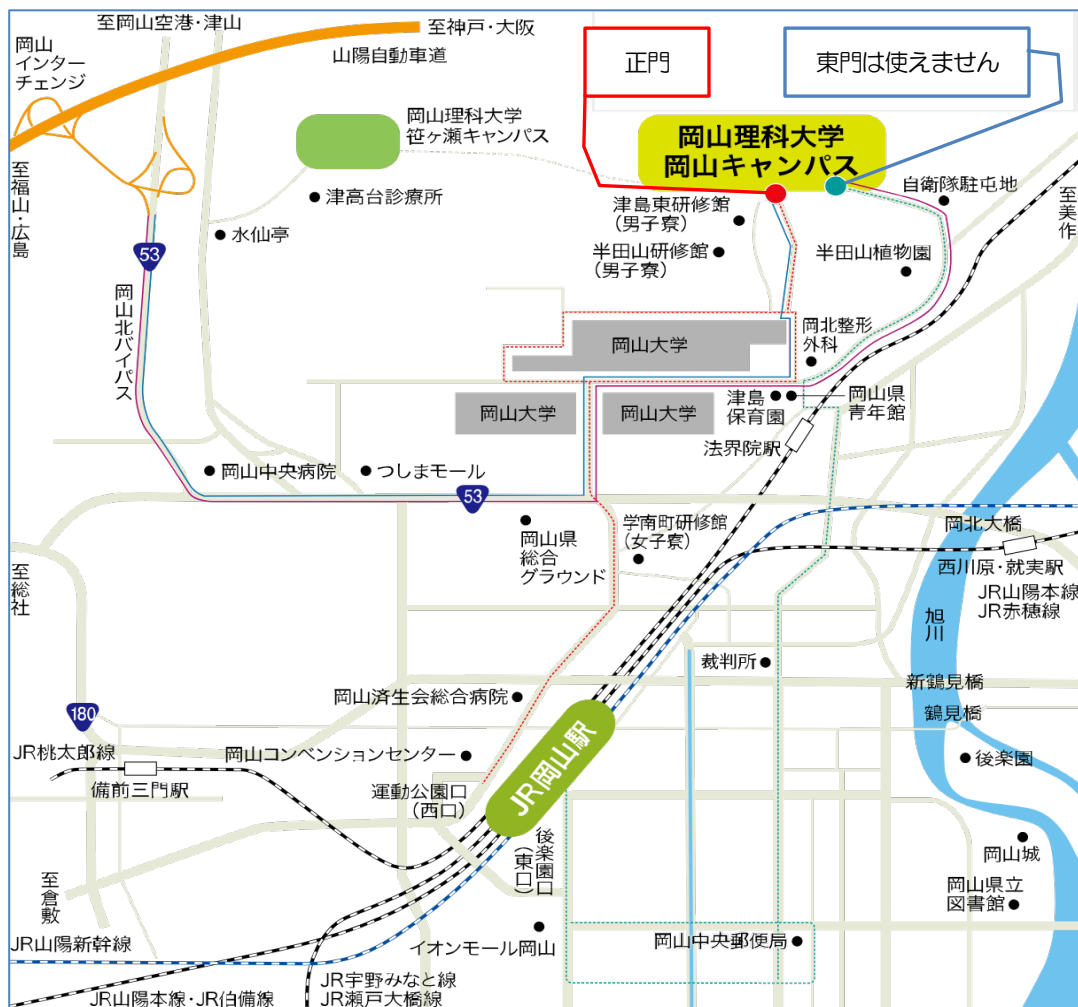 至岡山空港・津山
至神戸・大阪
岡山
インター
チェンジ
山陽自動車道
正門
東門は使えません
岡山理科大学
笹ヶ瀬キャンパス
岡山理科大学
岡山キャンパス
至福山・広島
津高台診療所
自衛隊駐屯地
至美作
津島東研修館
(男子寮)
水仙亭
半田山研修館
(男子寮)
半田山植物園
53
岡山北バイパス
岡山大学
岡北整形
外科
岡山大学
岡山大学
津島
保育園
岡山県
青年館
法界院駅
岡山中央病院
つしまモール
53
岡山県
総合
グラウンド
学南町研修館
(女子寮)
岡北大橋
西川原・就実駅
JR山陽本線
JR赤穂線
至総社
旭川
裁判所
新鶴見橋
岡山済生会総合病院
鶴見橋
180
JR桃太郎線
岡山コンベンションセンター
JR岡山駅
後楽園
備前三門駅
運動公園口
(西口)
後楽園口
(東口)
岡山城
至倉敷
岡山県立
図書館
JR山陽新幹線
イオンモール岡山
岡山中央郵便局
JR宇野みなと線
JR瀬戸大橋線
JR山陽本線・JR伯備線